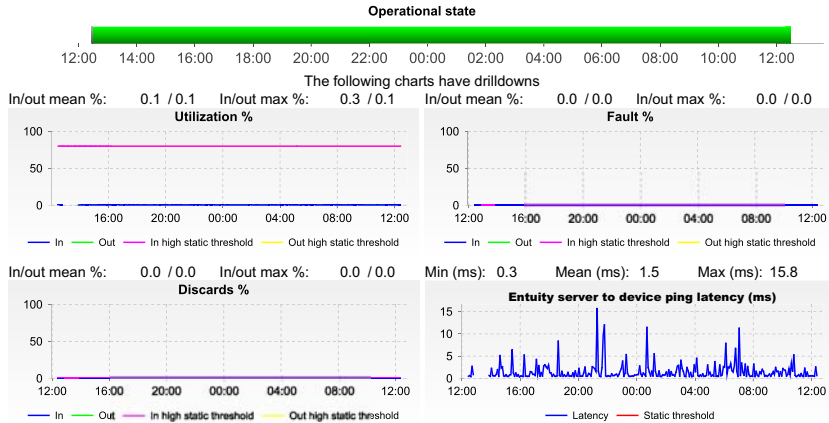 Operational state
12:00 14:00 16:00 18:00 20:00 22:00 00:00 02:00 04:00 06:00 08:00 10:00 12:00
The following charts have drilldowns
In/out mean %: 0.1 / 0.1 In/out max %: 0.3 / 0.1 In/out mean %: 0.0 / 0.0 In/out max %: 0.0 / 0.0
Utilization % Fault %
100 100
50 50
0 0
16:00 20:00 00:00 04:00 08:00 12:00 12:00 16:00 20:00 00:00 04:00 08:00 12:00
In Out In high static threshold Out high static threshold In Out In high static threshold Out high static threshold
In/out mean %: 0.0 / 0.0 In/out max %: 0.0 / 0.0 Min (ms): 0.3 Mean (ms): 1.5 Max (ms): 15.8
Discards % Entuity server to device ping latency (ms)
100 15
50 10
5
0 0
12:00 16:00 20:00 00:00 04:00 08:00 12:00 12:00 16:00 20:00 00:00 04:00 08:00 12:00
In Out In high static threshold Out high static threshold Latency Static threshold